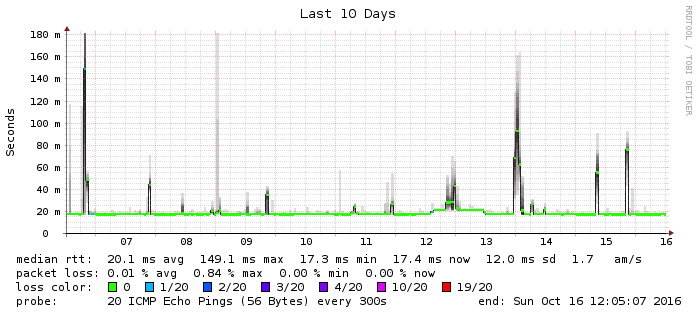 Last 10 Days
RRDTOOL / TOBI OETIKER
Seconds
180 m
160 m
140 m
120 m
100 m
80 m
60 m
40 m
20 m
0
07 08 09 10 11 12 13 14 15 16
median rtt: 20.1 ms avg 149.1 ms max 17.3 ms min 17.4 ms now 12.0 ms sd 1.7 am/s
packet loss: 0.01 % avg 0.84 % max 0.00 % min 0.00 % now
loss color: 0 1/20 2/20 3/20 4/20 10/20 19/20
probe: 20 ICMP Echo Pings (56 Bytes) every 300s end: Sun Oct 16 12:05:07 2016